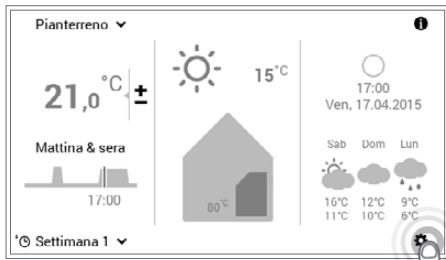 Pianterreno
21,0 °C ±
Mattina & sera
17:00
Settimana 1
15°C
80°C
17:00
Ven, 17.04.2015
Sab Dom Lun
16°C 12°C 9°C
11°C 10°C 6°C